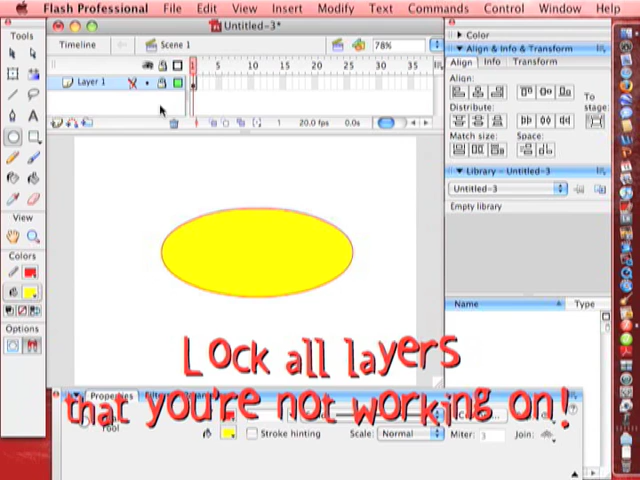 Flash Professional File Edit View Insert Modify Text Commands Control Window Help
Tools
View
Colors
Options
Untitled-3*
Timeline Scene 1 78%
1 5 10 15 20 25 30 35
Layer 1
1 20.0 fps 0.0s
Color
Align & Info & Transform
Align Info Transform
Align:
Distribute:
To
stage:
Match size: Space:
Library - Untitled-3
Untitled-3
Empty library
Name Type
Lock all layers
that you're not working on!
Properties
Tool
Stroke hinting Scale: Normal Miter: 3 Join: